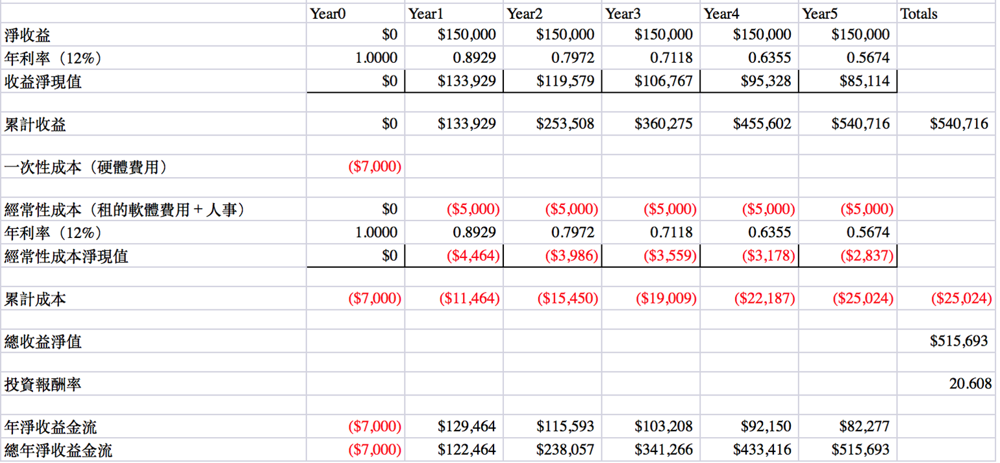 Year0 Year1 Year2 Year3 Year4 Year5 Totals
淨收益 $0 $150,000 $150,000 $150,000 $150,000 $150,000
年利率（12%） 1.0000 0.8929 0.7972 0.7118 0.6355 0.5674
收益淨現值 $0 $133,929 $119,579 $106,767 $95,328 $85,114
累計收益 $0 $133,929 $253,508 $360,275 $455,602 $540,716 $540,716
一次性成本（硬體費用） ($7,000)
經常性成本（租的軟體費用+人事） $0 ($5,000) ($5,000) ($5,000) ($5,000) ($5,000)
年利率（12%） 1.0000 0.8929 0.7972 0.7118 0.6355 0.5674
經常性成本淨現值 $0 ($4,464) ($3,986) ($3,559) ($3,178) ($2,837)
累計成本 ($7,000) ($11,464) ($15,450) ($19,009) ($22,187) ($25,024) ($25,024)
總收益淨值 $515,693
投資報酬率 20.608
年淨收益金流 ($7,000) $129,464 $115,593 $103,208 $92,150 $82,277
總年淨收益金流 ($7,000) $122,464 $238,057 $341,266 $433,416 $515,693